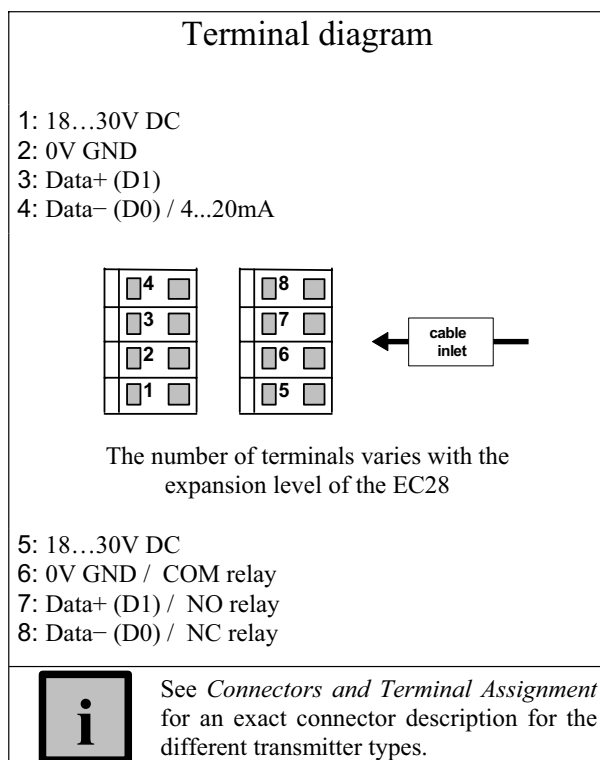 Terminal diagram
1: 18…30V DC
2: 0V GND
3: Data+ (D1)
4: Data− (D0) / 4...20mA
4 8
3 7
2 6
1 5
cable
inlet
The number of terminals varies with the
expansion level of the EC28
5: 18…30V DC
6: 0V GND / COM relay
7: Data+ (D1) / NO relay
8: Data− (D0) / NC relay
i
See Connectors and Terminal Assignment
for an exact connector description for the
different transmitter types.